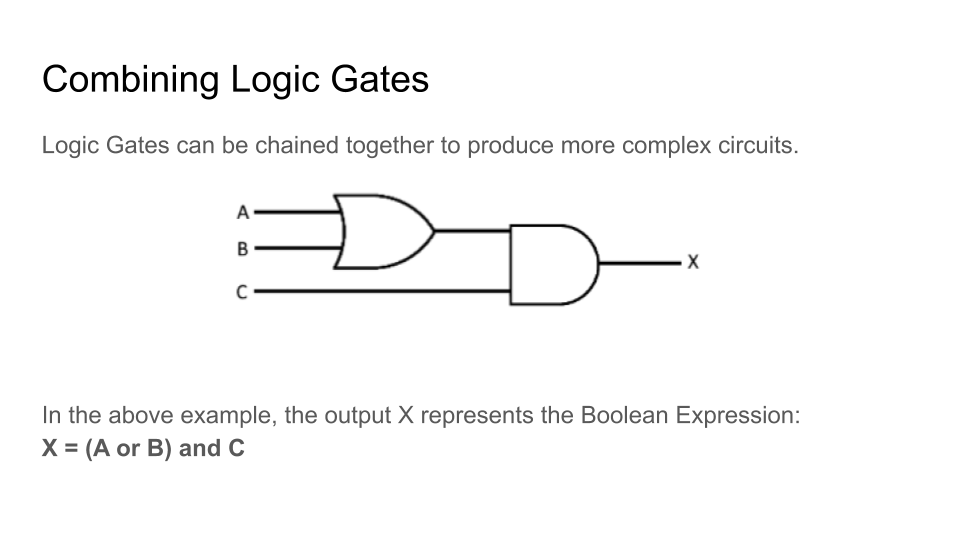 Combining Logic Gates
Logic Gates can be chained together to produce more complex circuits.
A
B
C
X
In the above example, the output X represents the Boolean Expression:
X = (A or B) and C